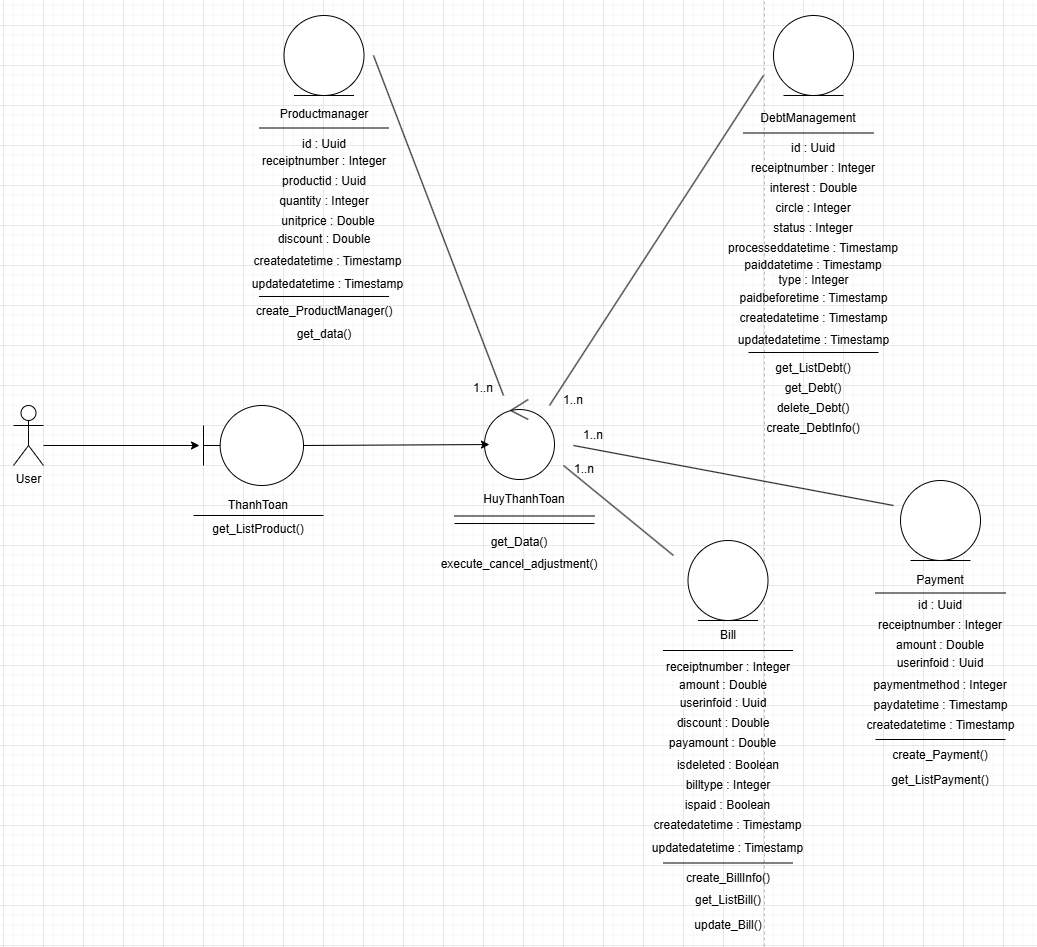 Productmanager
id : Uuid
receiptnumber : Integer
productid : Uuid
quantity : Integer
unitprice : Double
discount : Double
createdatetime : Timestamp
updatedatetime : Timestamp
create_ProductManager()
get_data()
DebtManagement
id : Uuid
receiptnumber : Integer
interest : Double
circle : Integer
status : Integer
processeddatetime : Timestamp
paiddatetime : Timestamp
type : Integer
paidbeforetime : Timestamp
createdatetime : Timestamp
updatedatetime : Timestamp
get_ListDebt()
get_Debt()
delete_Debt()
create_DebtInfo()
1..n
1..n
1..n
1..n
User
ThanhToan
get_ListProduct()
HuyThanhToan
get_Data()
execute_cancel_adjustment()
Bill
receiptnumber : Integer
amount : Double
userinfoid : Uuid
discount : Double
payamount : Double
isdeleted : Boolean
billtype : Integer
ispaid : Boolean
createdatetime : Timestamp
updatedatetime : Timestamp
create_BillInfo()
get_ListBill()
update_Bill()
Payment
id : Uuid
receiptnumber : Integer
amount : Double
userinfoid : Uuid
paymentmethod : Integer
paydatetime : Timestamp
createdatetime : Timestamp
create_Payment()
get_ListPayment()